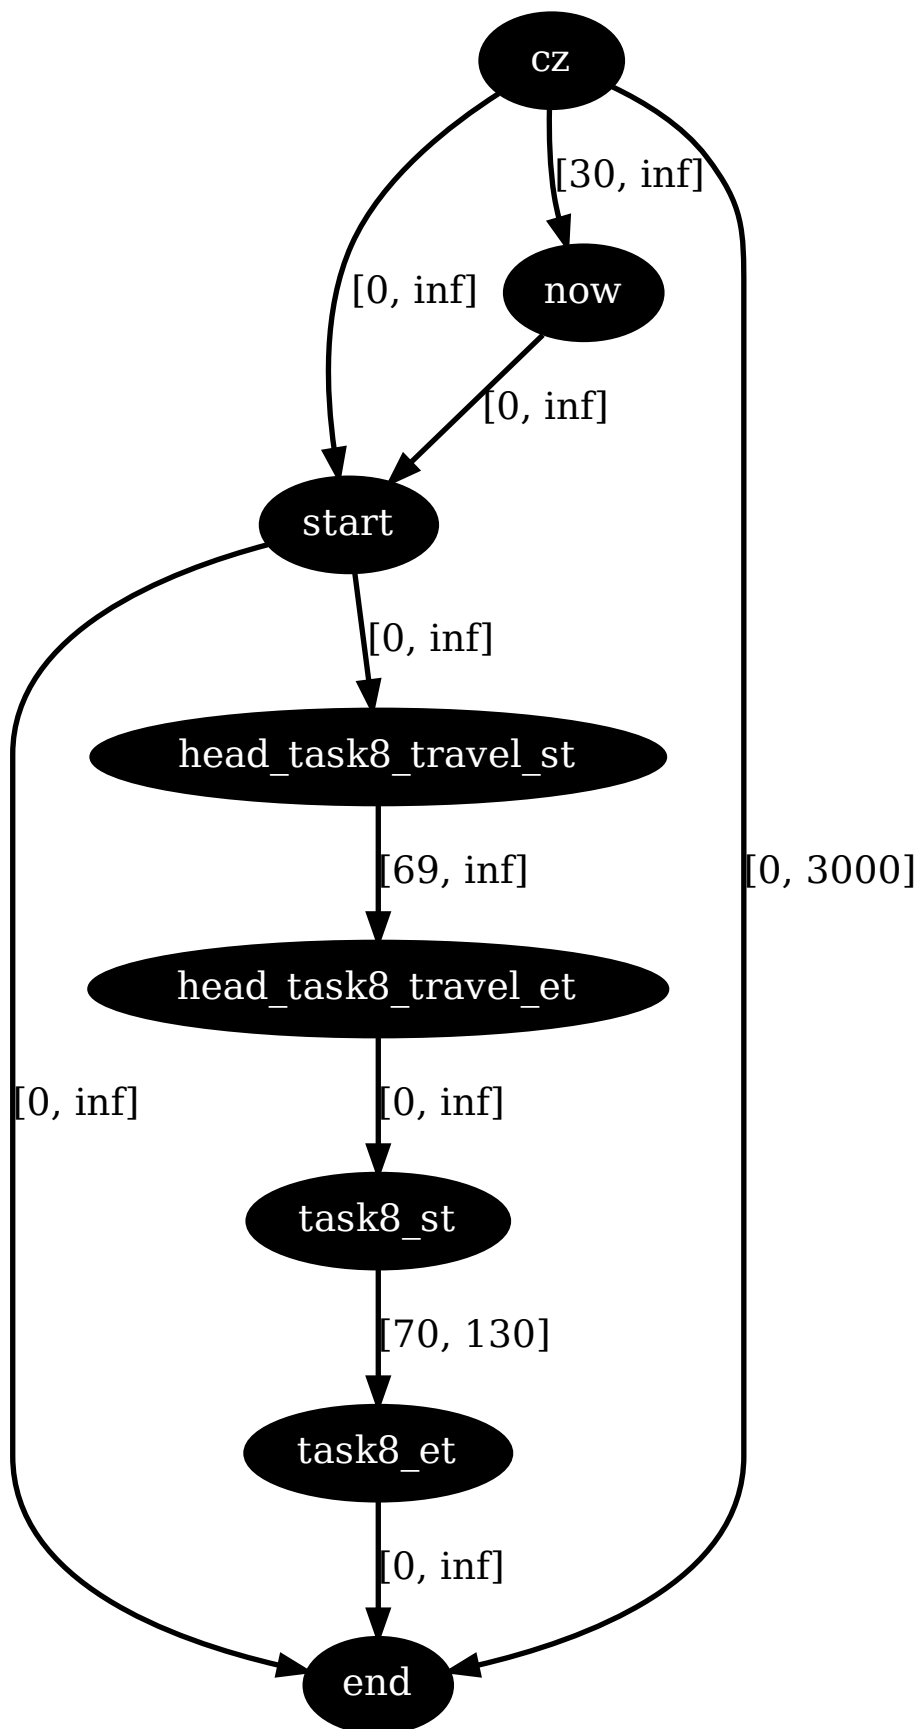 cz
[30, inf]
[0, inf]
now
[0, inf]
start
[0, inf]
head_task8_travel_st
[69, inf]
[0, 3000]
head_task8_travel_et
[0, inf]
[0, inf]
task8_st
[70, 130]
task8_et
[0, inf]
end